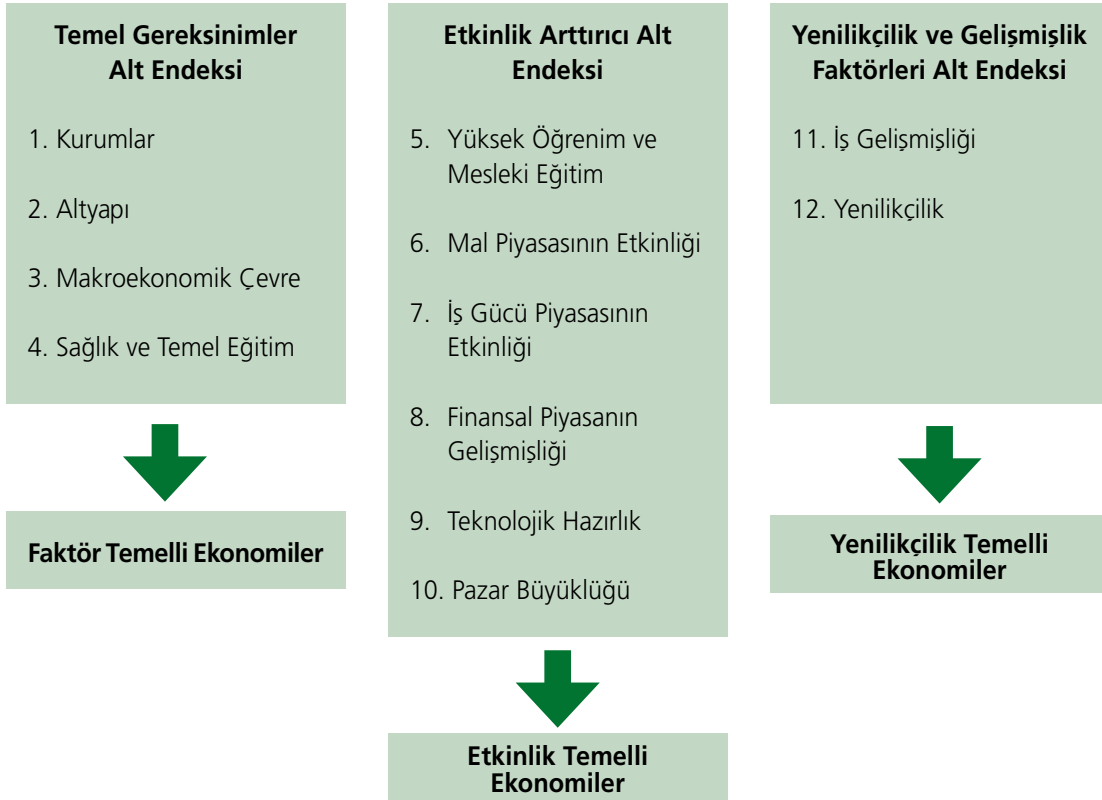 Temel Gereksinimler
Alt Endeksi
1. Kurumlar
2. Altyapı
3. Makroekonomik Çevre
4. Sağlık ve Temel Eğitim
Faktör Temelli Ekonomiler
Etkinlik Arttırıcı Alt
Endeksi
5. Yüksek Öğrenim ve
Mesleki Eğitim
6. Mal Piyasasının Etkinliği
7. İş Gücü Piyasasının
Etkinliği
8. Finansal Piyasanın
Gelişmişliği
9. Teknolojik Hazırlık
10. Pazar Büyüklüğü
Etkinlik Temelli
Ekonomiler
Yenilikçilik ve Gelişmişlik
Faktörleri Alt Endeksi
11. İş Gelişmişliği
12. Yenilikçilik
Yenilikçilik Temelli
Ekonomiler